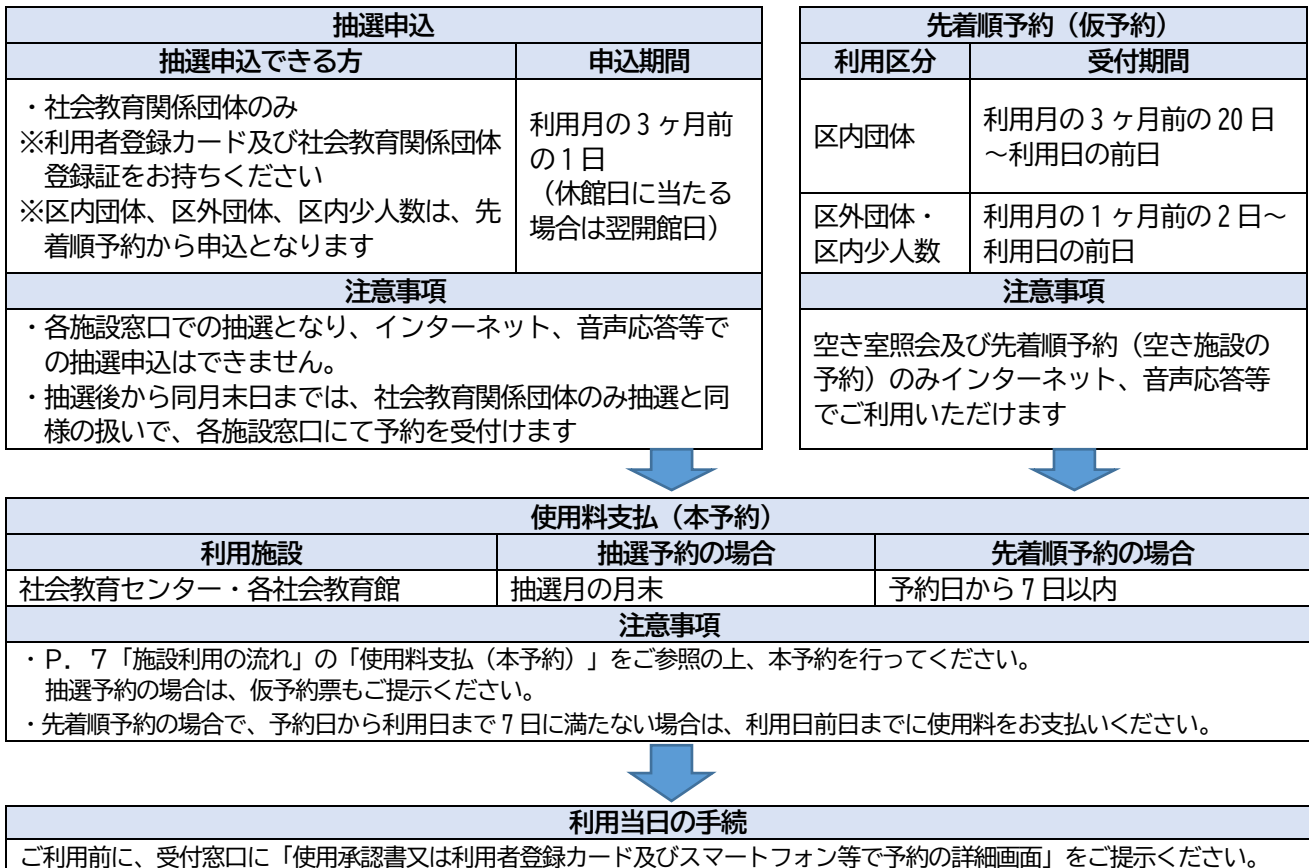 抽選申込
抽選申込できる方
申込期間
・社会教育関係団体のみ
※利用者登録カード及び社会教育関係団体
登録証をお持ちください
※区内団体、区外団体、区内少人数は、先
着順予約から申込となります
利用月の3ヶ月前
の1日
（休館日に当たる
場合は翌開館日）
注意事項
・各施設窓口での抽選となり、インターネット、音声応答等で
の抽選申込はできません。
・抽選後から同月末日までは、社会教育関係団体のみ抽選と同
様の扱いで、各施設窓口にて予約を受付けます
先着順予約（仮予約）
利用区分
受付期間
区内団体
利用月の3ヶ月前の20日
～利用日の前日
区外団体・
区内少人数
利用月の1ヶ月前の2日～
利用日の前日
注意事項
空き室照会及び先着順予約（空き施設の
予約）のみインターネット、音声応答等
でご利用いただけます
使用料支払（本予約）
利用施設
抽選予約の場合
先着順予約の場合
社会教育センター・各社会教育館
抽選月の月末
予約日から7日以内
注意事項
・P．7「施設利用の流れ」の「使用料支払（本予約）」をご参照の上、本予約を行ってください。
抽選予約の場合は、仮予約票もご提示ください。
・先着順予約の場合で、予約日から利用日まで7日に満たない場合は、利用日前日までに使用料をお支払いください。
利用当日の手続
ご利用前に、受付窓口に「使用承認書又は利用者登録カード及びスマートフォン等で予約の詳細画面」をご提示ください。